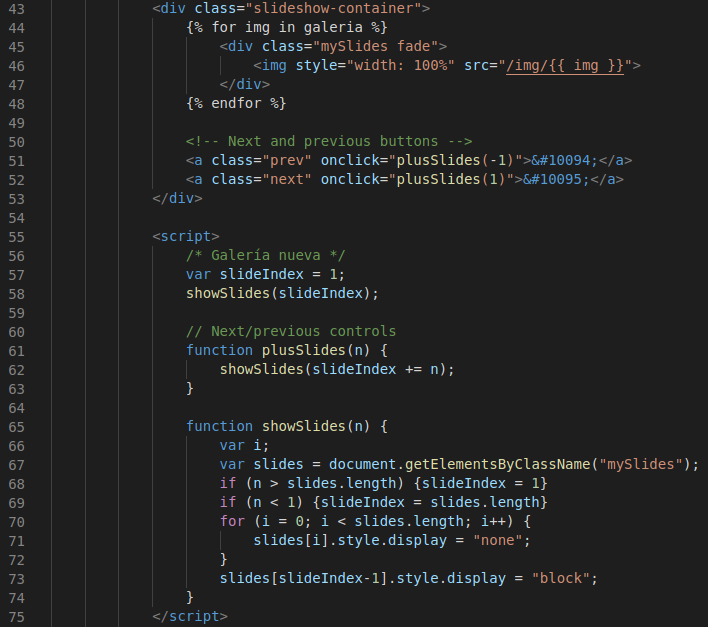 43 <div class="slideshow-container">
44 {% for img in galeria %}
45 <div class="mySlides fade">
46 <img style="width: 100%" src="/img/{{ img }}">
47 </div>
48 {% endfor %}
49
50 <!-- Next and previous buttons -->
51 <a class="prev" onclick="plusSlides(-1)">&#10094;</a>
52 <a class="next" onclick="plusSlides(1)">&#10095;</a>
53 </div>
54
55 <script>
56 /* Galería nueva */
57 var slideIndex = 1;
58 showSlides(slideIndex);
59
60 // Next/previous controls
61 function plusSlides(n) {
62 showSlides(slideIndex += n);
63 }
64
65 function showSlides(n) {
66 var i;
67 var slides = document.getElementsByClassName("mySlides");
68 if (n > slides.length) {slideIndex = 1}
69 if (n < 1) {slideIndex = slides.length}
70 for (i = 0; i < slides.length; i++) {
71 slides[i].style.display = "none";
72 }
73 slides[slideIndex-1].style.display = "block";
74 }
75 </script>